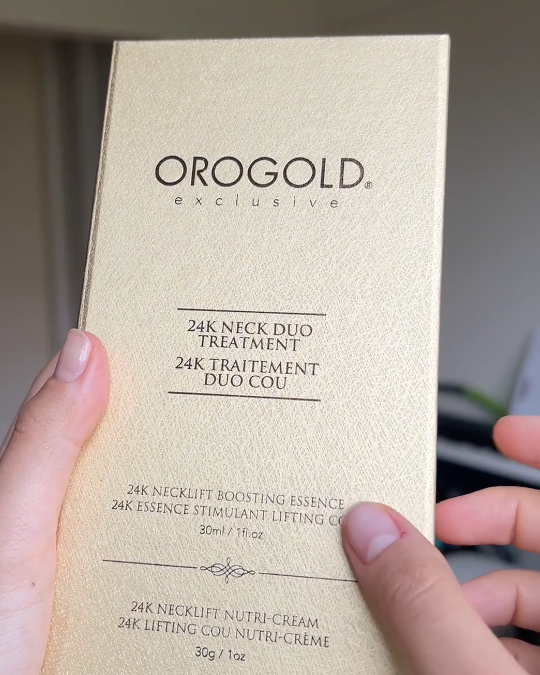 OROGOLD®
exclusive
24K NECK DUO
TREATMENT
24K TRAITEMENT
DUO COU
24K NECKLIFT BOOSTING ESSENCE
24K ESSENCE STIMULANT LIFTING
30ml / 1fl.oz
24K NECKLIFT NUTRI-CREAM
24K LIFTING COU NUTRI-CRÈME
30g / 1oz